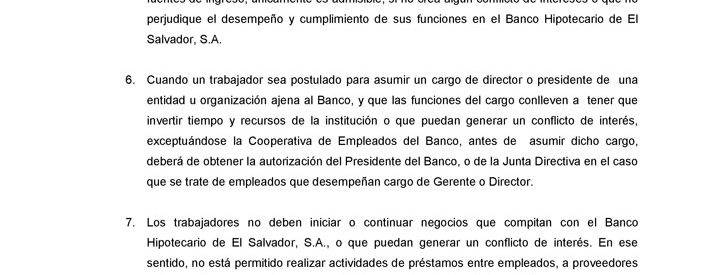 fuentes de ingreso, únicamente es admisible, si no crea algún conflicto de intereses o que no
perjudique el desempeño y cumplimiento de sus funciones en el Banco Hipotecario de El
Salvador, S.A.
6. Cuando un trabajador sea postulado para asumir un cargo de director o presidente de una
entidad u organización ajena al Banco, y que las funciones del cargo conlleven a tener que
invertir tiempo y recursos de la institución o que puedan generar un conflicto de interés,
exceptuándose la Cooperativa de Empleados del Banco, antes de asumir dicho cargo,
deberá de obtener la autorización del Presidente del Banco, o de la Junta Directiva en el caso
que se trate de empleados que desempeñan cargo de Gerente o Director.
7. Los trabajadores no deben iniciar o continuar negocios que compitan con el Banco
Hipotecario de El Salvador, S.A., o que puedan generar un conflicto de interés. En ese
sentido, no está permitido realizar actividades de préstamos entre empleados, a proveedores